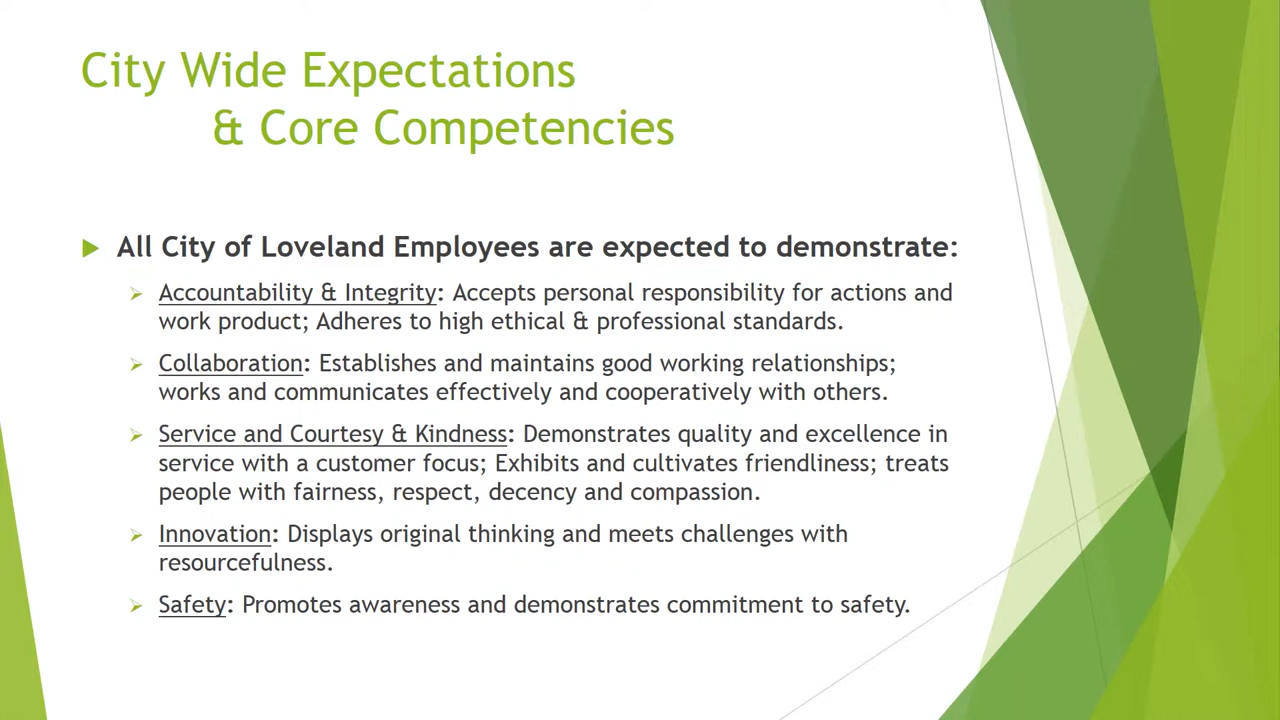 City Wide Expectations
& Core Competencies
All City of Loveland Employees are expected to demonstrate:
Accountability & Integrity: Accepts personal responsibility for actions and
work product; Adheres to high ethical & professional standards.
Collaboration: Establishes and maintains good working relationships;
works and communicates effectively and cooperatively with others.
Service and Courtesy & Kindness: Demonstrates quality and excellence in
service with a customer focus; Exhibits and cultivates friendliness; treats
people with fairness, respect, decency and compassion.
Innovation: Displays original thinking and meets challenges with
resourcefulness.
Safety: Promotes awareness and demonstrates commitment to safety.